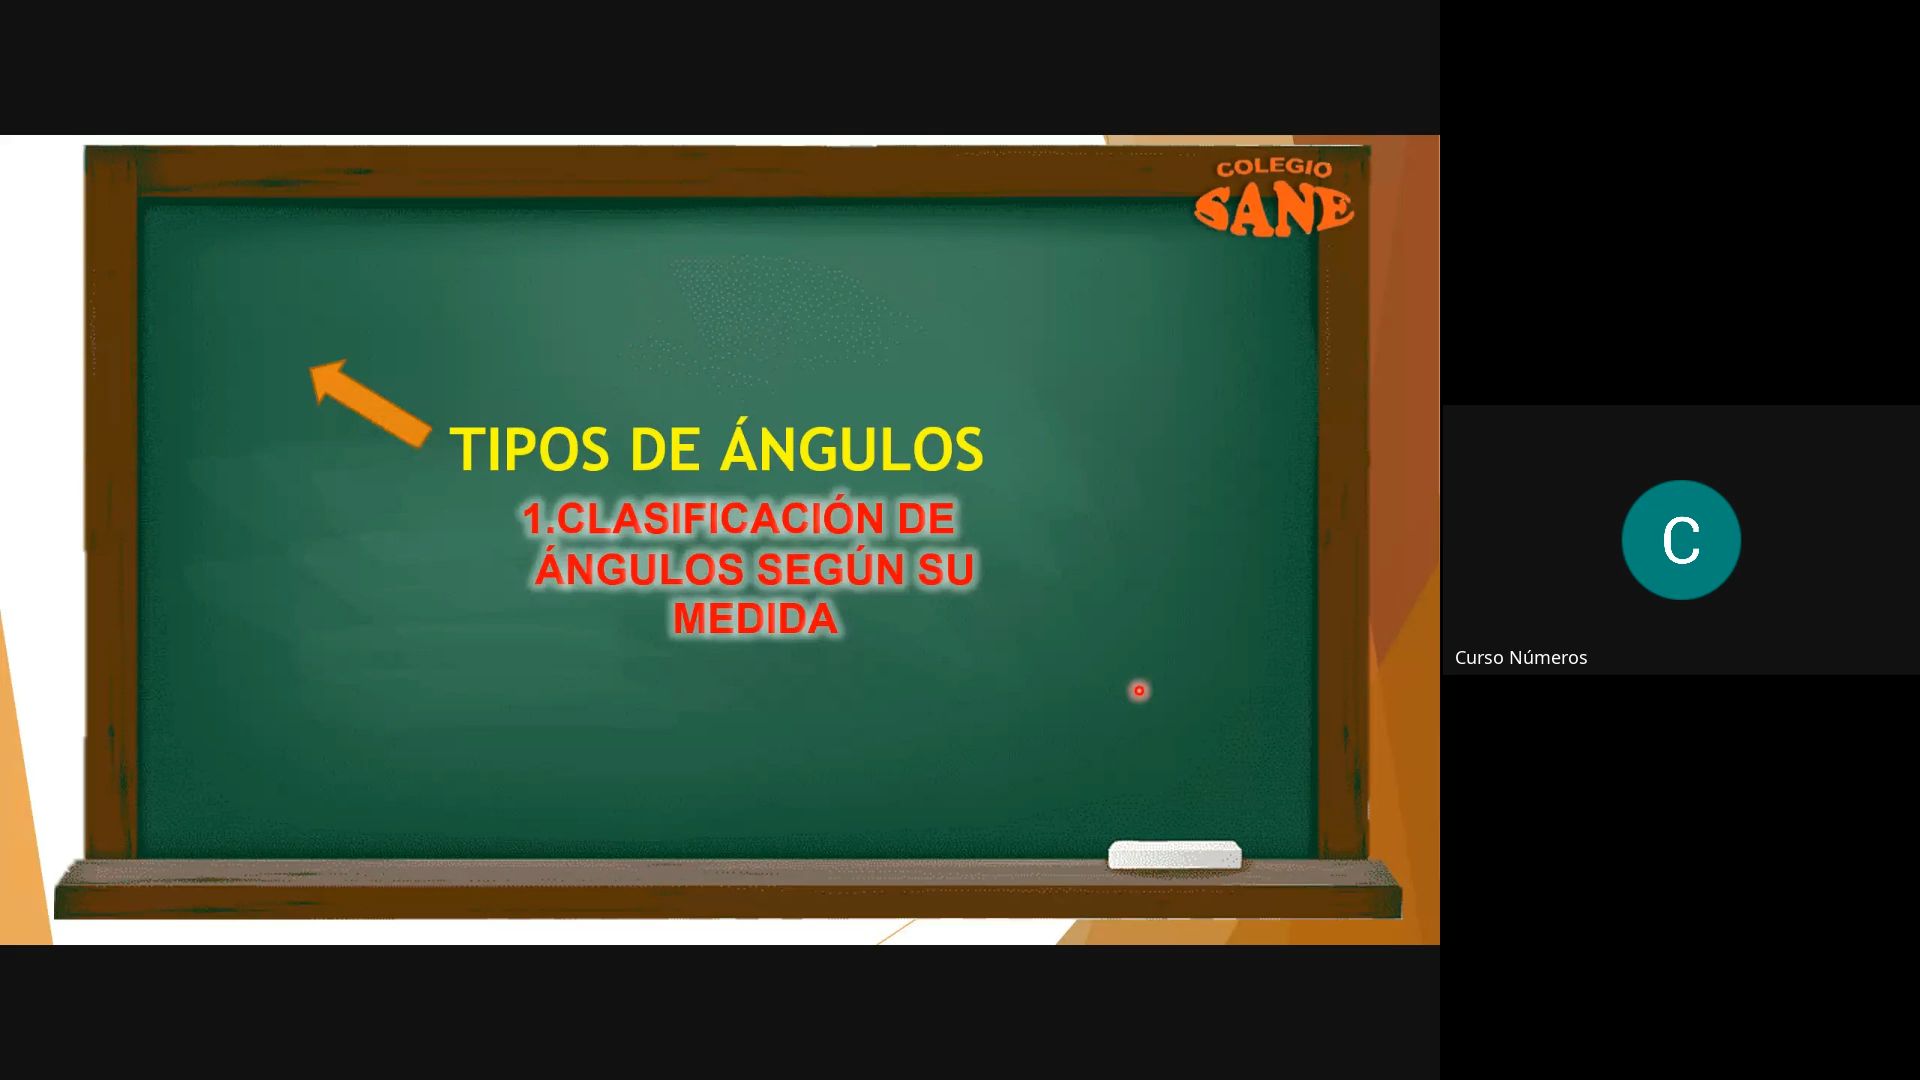 COLEGIO
SANE
TIPOS DE ÁNGULOS
1.CLASIFICACIÓN DE
ÁNGULOS SEGÚN SU
MEDIDA
C
Curso Números